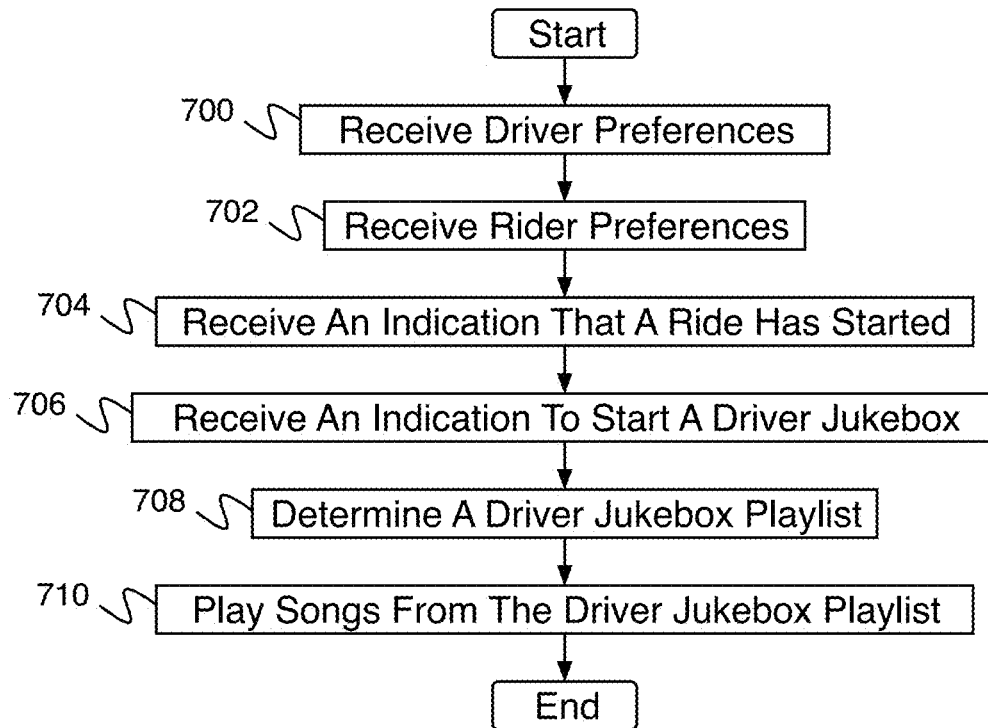 Start
700 Receive Driver Preferences
702 Receive Rider Preferences
704 Receive An Indication That A Ride Has Started
706 Receive An Indication To Start A Driver Jukebox
708 Determine A Driver Jukebox Playlist
710 Play Songs From The Driver Jukebox Playlist
End